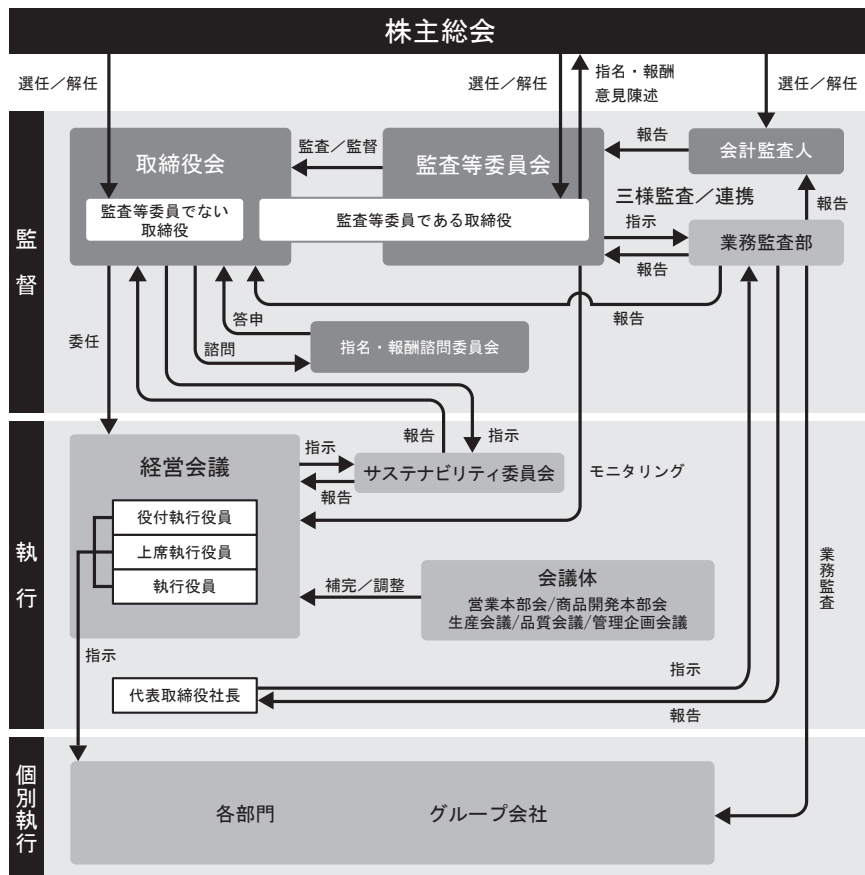 株主総会
選任／解任
選任／解任
指名・報酬
意見陳述
選任／解任
監督
取締役会
監査／監督
監査等委員会
報告
会計監査人
監査等委員でない
取締役
監査等委員である取締役
三様監査／連携
指示
報告
報告
業務監査部
報告
委任
答申
諮問
指名・報酬諮問委員会
執行
経営会議
指示
報告
報告
指示
サステナビリティ委員会
モニタリング
役付執行役員
上席執行役員
執行役員
補完／調整
会議体
営業本部会/商品開発本部会
生産会議/品質会議/管理企画会議
業務監査
指示
代表取締役社長
指示
報告
個別執行
各部門
グループ会社